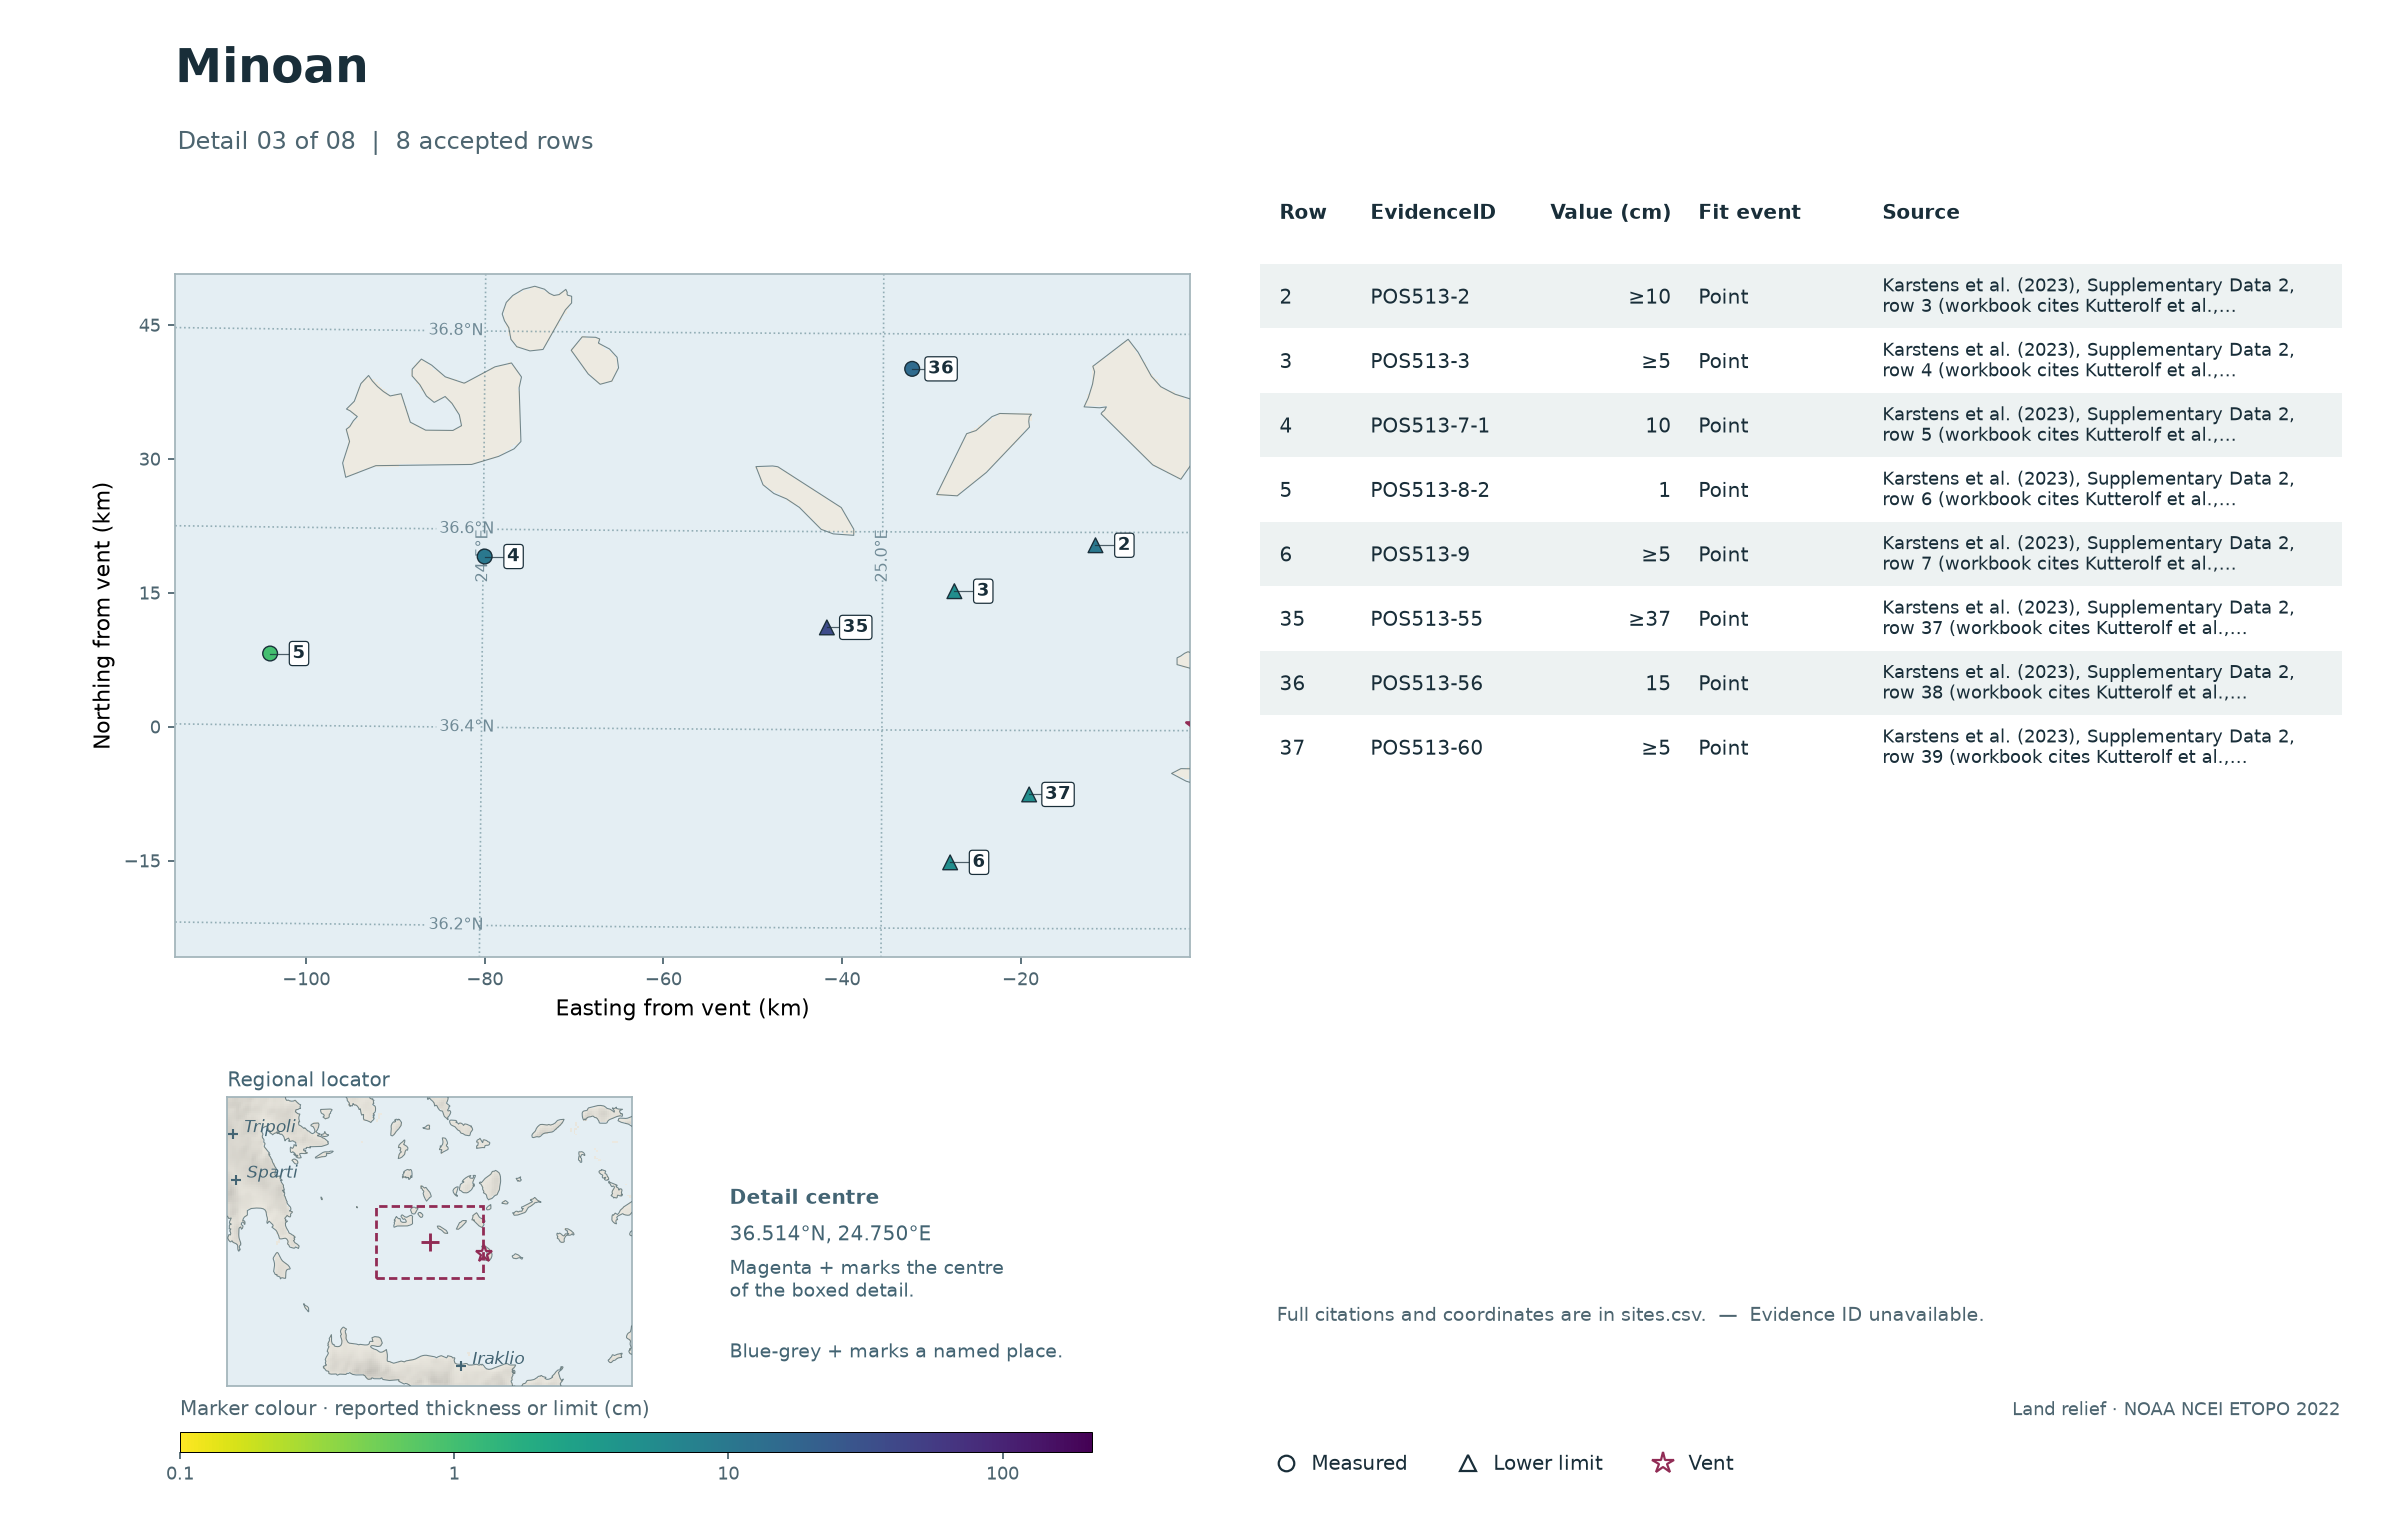 Minoan
Detail 03 of 08 | 8 accepted rows
Row EvidenceID Value (cm) Fit event Source
2 POS513-2 ≥10 Point Karstens et al. (2023), Supplementary Data 2,
row 3 (workbook cites Kutterolf et al.,...
3 POS513-3 ≥5 Point Karstens et al. (2023), Supplementary Data 2,
row 4 (workbook cites Kutterolf et al.,...
4 POS513-7-1 10 Point Karstens et al. (2023), Supplementary Data 2,
row 5 (workbook cites Kutterolf et al.,...
5 POS513-8-2 1 Point Karstens et al. (2023), Supplementary Data 2,
row 6 (workbook cites Kutterolf et al.,...
6 POS513-9 ≥5 Point Karstens et al. (2023), Supplementary Data 2,
row 7 (workbook cites Kutterolf et al.,...
35 POS513-55 ≥37 Point Karstens et al. (2023), Supplementary Data 2,
row 37 (workbook cites Kutterolf et al.,...
36 POS513-56 15 Point Karstens et al. (2023), Supplementary Data 2,
row 38 (workbook cites Kutterolf et al.,...
37 POS513-60 ≥5 Point Karstens et al. (2023), Supplementary Data 2,
row 39 (workbook cites Kutterolf et al.,...
Northing from vent (km)
45
30
15
0
−15
36.8°N
36.6°N
36.4°N
36.2°N
25.0°E
36
2
4
3
35
5
37
6
−100 −80 −60 −40 −20
Easting from vent (km)
Regional locator
Tripoli
Sparti
Iraklio
Detail centre
36.514°N, 24.750°E
Magenta + marks the centre
of the boxed detail.
Blue-grey + marks a named place.
Full citations and coordinates are in sites.csv. — Evidence ID unavailable.
Marker colour · reported thickness or limit (cm)
0.1 1 10 100
Land relief · NOAA NCEI ETOPO 2022
Measured Lower limit Vent